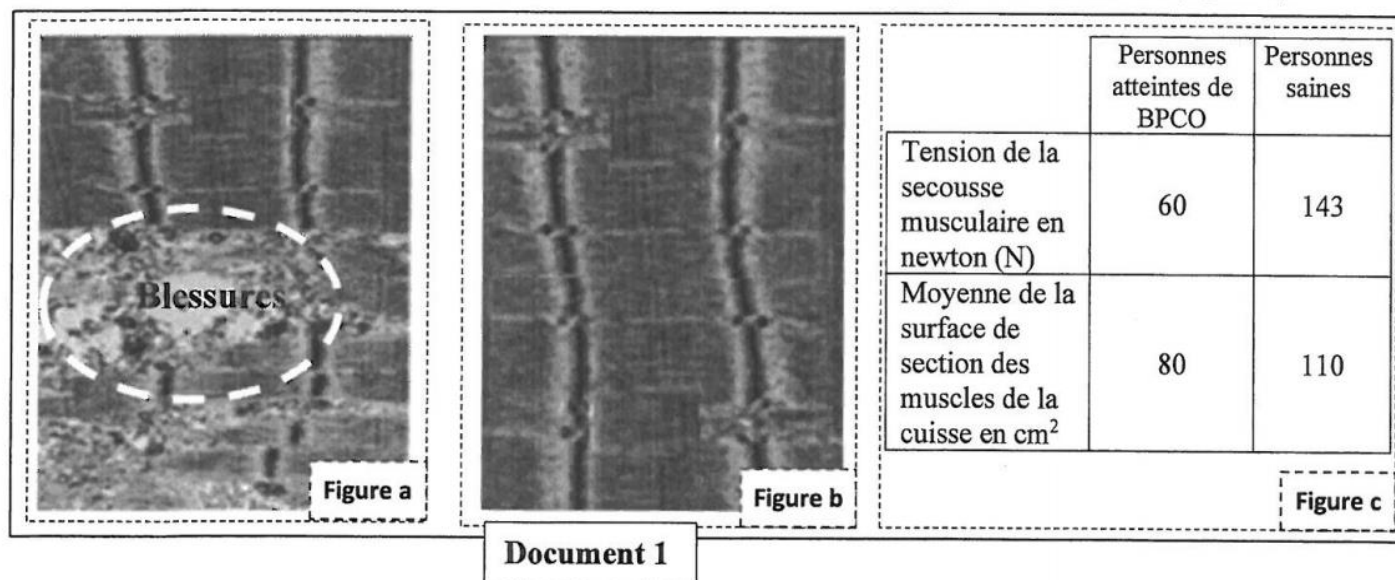 Blessures
Figure a
Figure b
Personnes
atteintes de
BPCO
Personnes
saines
Tension de la
secousse
musculaire en
newton (N)
60
143
Moyenne de la
surface de
section des
muscles de la
cuisse en cm²
80
110
Figure c
Document 1